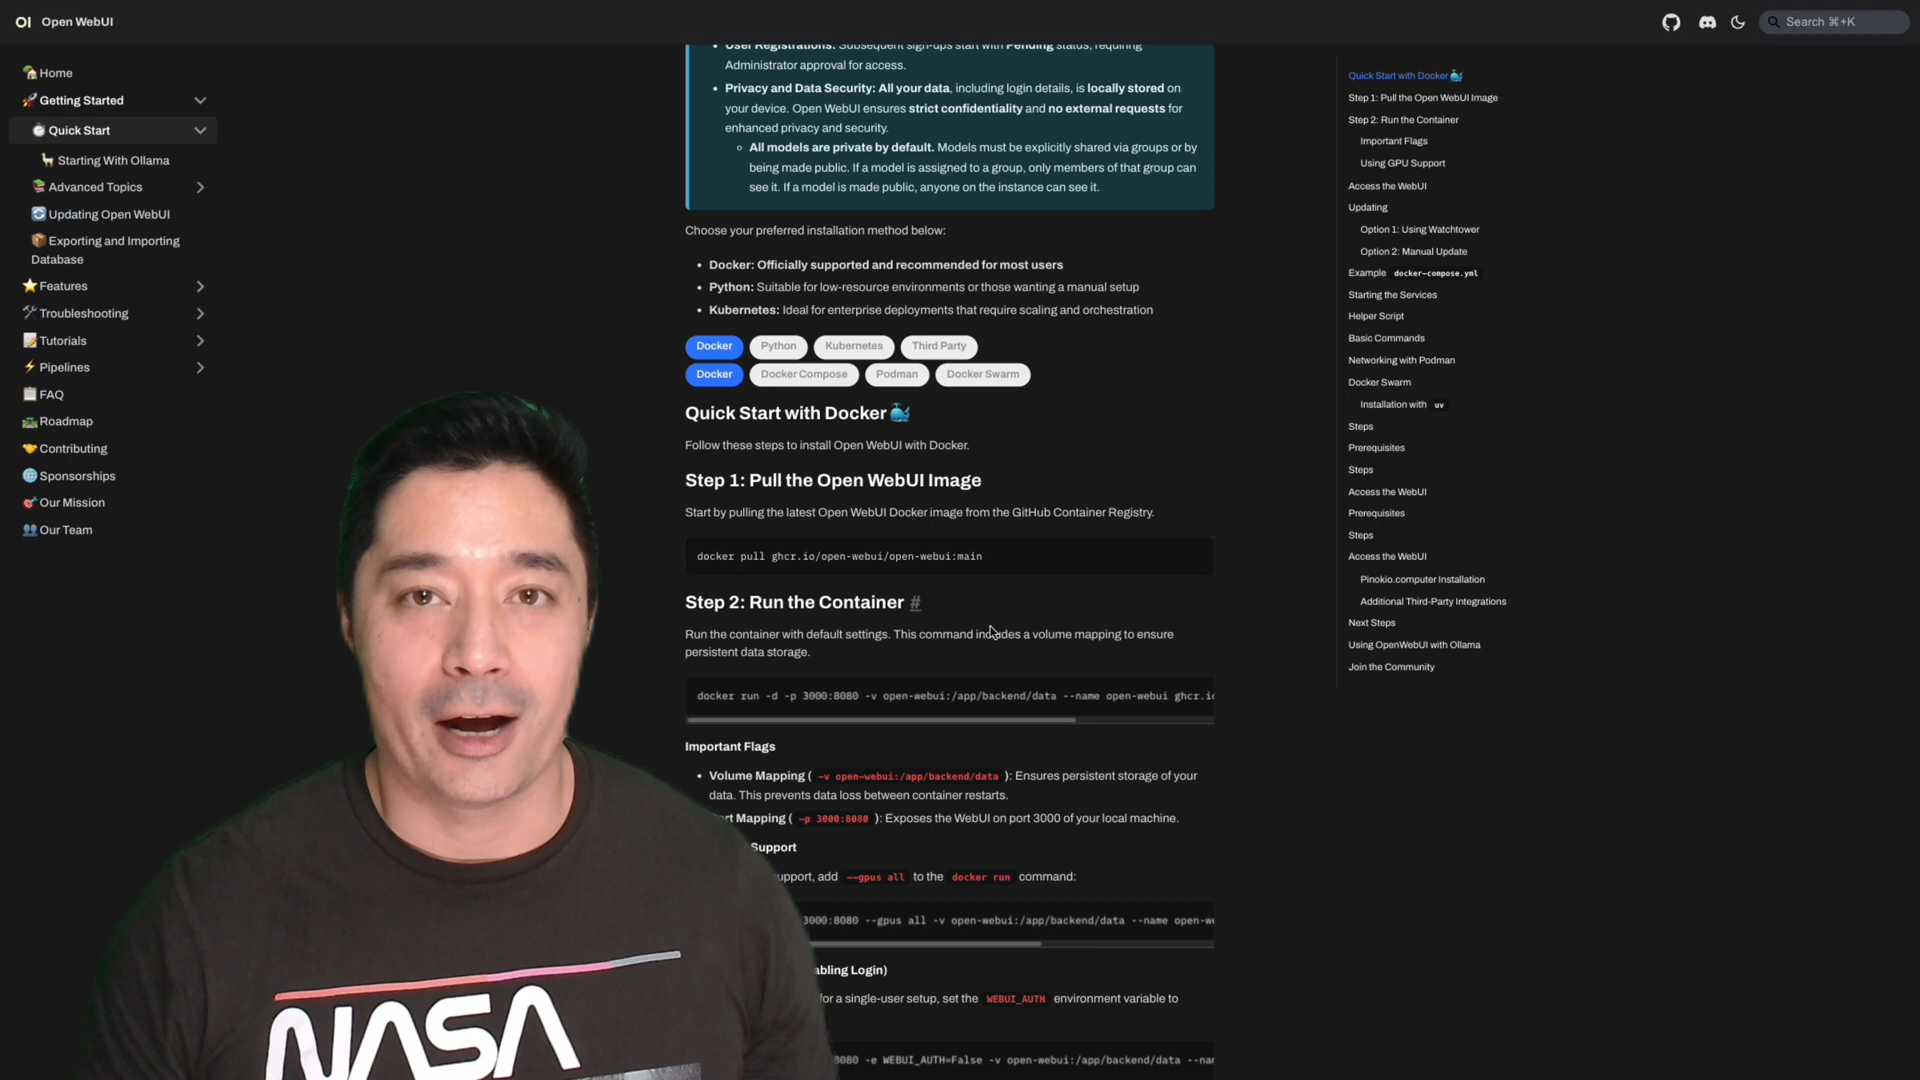 OI Open WebUI
Search ⌘+K
Home
Getting Started
Quick Start
Starting With Ollama
Advanced Topics
Updating Open WebUI
Exporting and Importing
Database
Features
Troubleshooting
Tutorials
Pipelines
FAQ
Roadmap
Contributing
Sponsorships
Our Mission
Our Team
User Registrations: Subsequent sign-ups start with Pending status, requiring
Administrator approval for access.
Privacy and Data Security: All your data, including login details, is locally stored on
your device. Open WebUI ensures strict confidentiality and no external requests for
enhanced privacy and security.
All models are private by default. Models must be explicitly shared via groups or by
being made public. If a model is assigned to a group, only members of that group can
see it. If a model is made public, anyone on the instance can see it.
Choose your preferred installation method below:
Docker: Officially supported and recommended for most users
Python: Suitable for low-resource environments or those wanting a manual setup
Kubernetes: Ideal for enterprise deployments that require scaling and orchestration
Docker Python Kubernetes Third Party
Docker Docker Compose Podman Docker Swarm
Quick Start with Docker
Follow these steps to install Open WebUI with Docker.
Step 1: Pull the Open WebUI Image
Start by pulling the latest Open WebUI Docker image from the GitHub Container Registry.
docker pull ghcr.io/open-webui/open-webui:main
Step 2: Run the Container #
Run the container with default settings. This command includes a volume mapping to ensure
persistent data storage.
docker run -d -p 3000:8080 -v open-webui:/app/backend/data --name open-webui ghcr.io
Important Flags
Volume Mapping ( -v open-webui:/app/backend/data ): Ensures persistent storage of your
data. This prevents data loss between container restarts.
rt Mapping ( -p 3000:8080 ): Exposes the WebUI on port 3000 of your local machine.
Support
upport, add --gpus all to the docker run command:
3000:8080 --gpus all -v open-webui:/app/backend/data --name open-we
abling Login)
for a single-user setup, set the WEBUI_AUTH environment variable to
8080 -e WEBUI_AUTH=False -v open-webui:/app/backend/data --nam
Quick Start with Docker
Step 1: Pull the Open WebUI Image
Step 2: Run the Container
Important Flags
Using GPU Support
Access the WebUI
Updating
Option 1: Using Watchtower
Option 2: Manual Update
Example docker-compose.yml
Starting the Services
Helper Script
Basic Commands
Networking with Podman
Docker Swarm
Installation with uv
Steps
Prerequisites
Steps
Access the WebUI
Prerequisites
Steps
Access the WebUI
Pinokio.computer Installation
Additional Third-Party Integrations
Next Steps
Using OpenWebUI with Ollama
Join the Community
NASA